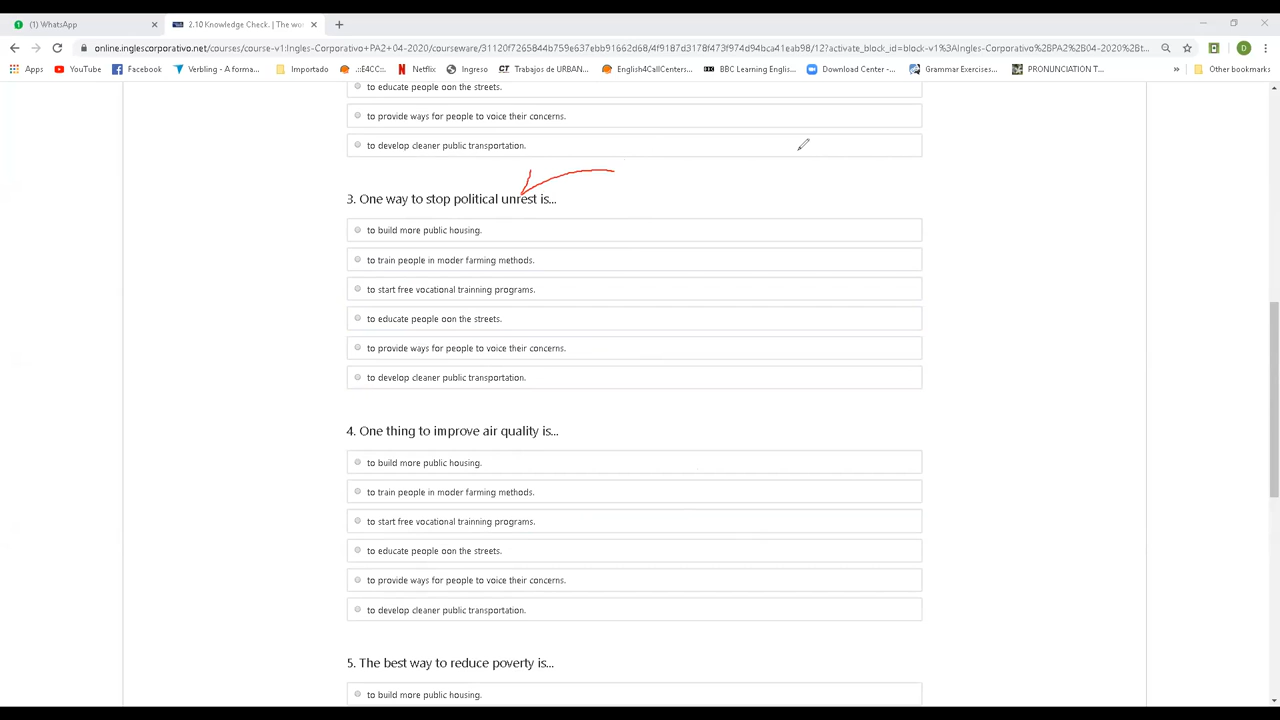 (1) WhatsApp
2.10 Knowledge Check. | The wo
online.inglescorporativo.net/courses/course-v1:Ingles-Corporativo+PA2+04-2020/courseware/31120f7265844b759e637ebb91662d68/4f9187d3178f473f974d94bca41eab98/12?activate_block_id=block-v1%3AIngles-Corporativo%2BPA2%2B04-2020%2Bt...
Apps YouTube Facebook Verbling - A forma... Importado .::E4CC::. Netflix Ingreso Trabajos de URBAN... English4CallCenters... BBC Learning Englis... Download Center -... Grammar Exercises... PRONUNCIATION T... » Other bookmarks
to educate people oon the streets.
to provide ways for people to voice their concerns.
to develop cleaner public transportation.
3. One way to stop political unrest is...
to build more public housing.
to train people in moder farming methods.
to start free vocational trainning programs.
to educate people oon the streets.
to provide ways for people to voice their concerns.
to develop cleaner public transportation.
4. One thing to improve air quality is...
to build more public housing.
to train people in moder farming methods.
to start free vocational trainning programs.
to educate people oon the streets.
to provide ways for people to voice their concerns.
to develop cleaner public transportation.
5. The best way to reduce poverty is...
to build more public housing.